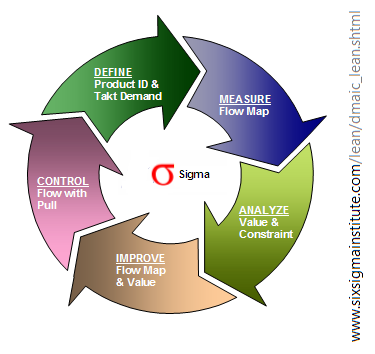 DEFINE
Product ID &
Takt Demand
MEASURE
Flow Map
ANALYZE
Value &
Constraint
IMPROVE
Flow Map
& Value
CONTROL
Flow with
Pull
σ Sigma
www.sixsigmainstitute.com/lean/dmaic_lean.shtml